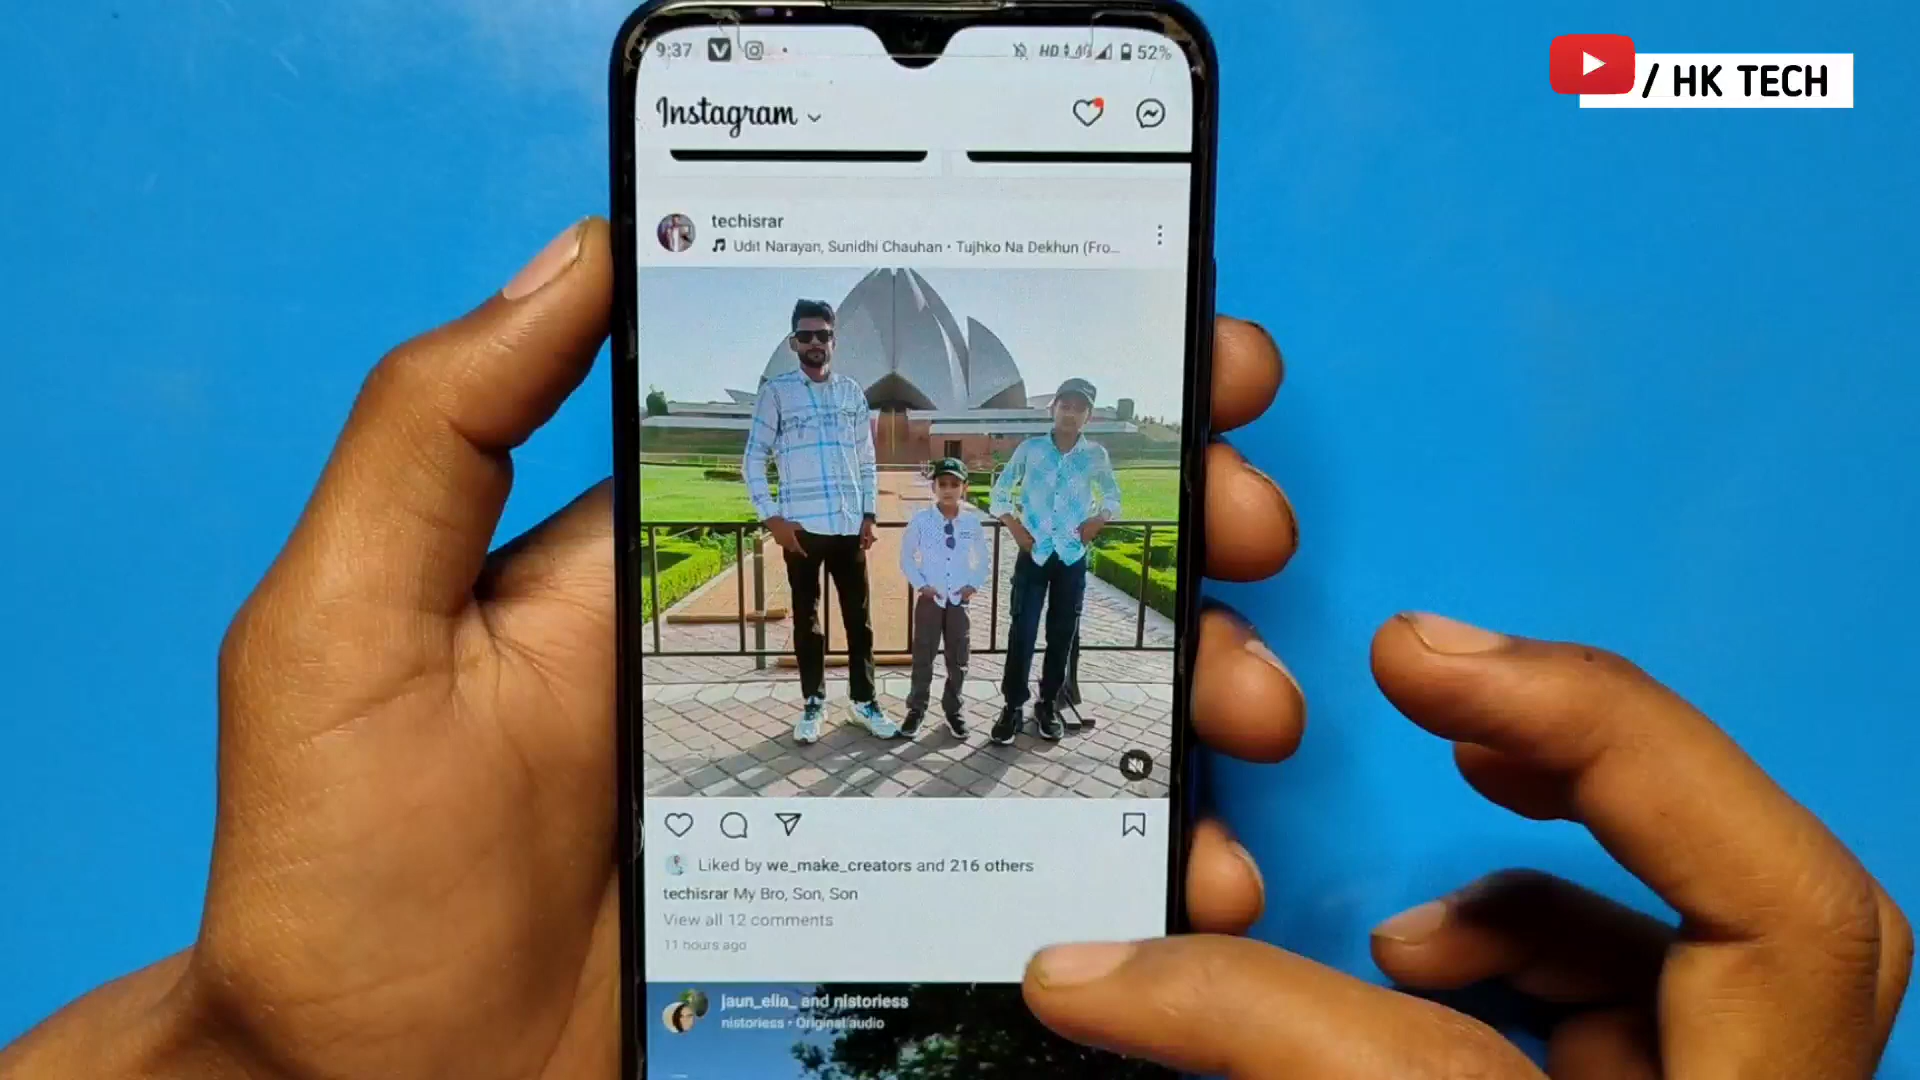 9:37
HD 4G 52%
/ HK TECH
Instagram
techisrar
Udit Narayan, Sunidhi Chauhan • Tujhko Na Dekhun (Fro...
Liked by we_make_creators and 216 others
techisrar My Bro, Son, Son
View all 12 comments
11 hours ago
jaun_elia_ and nistoriess
nistoriess • Original audio